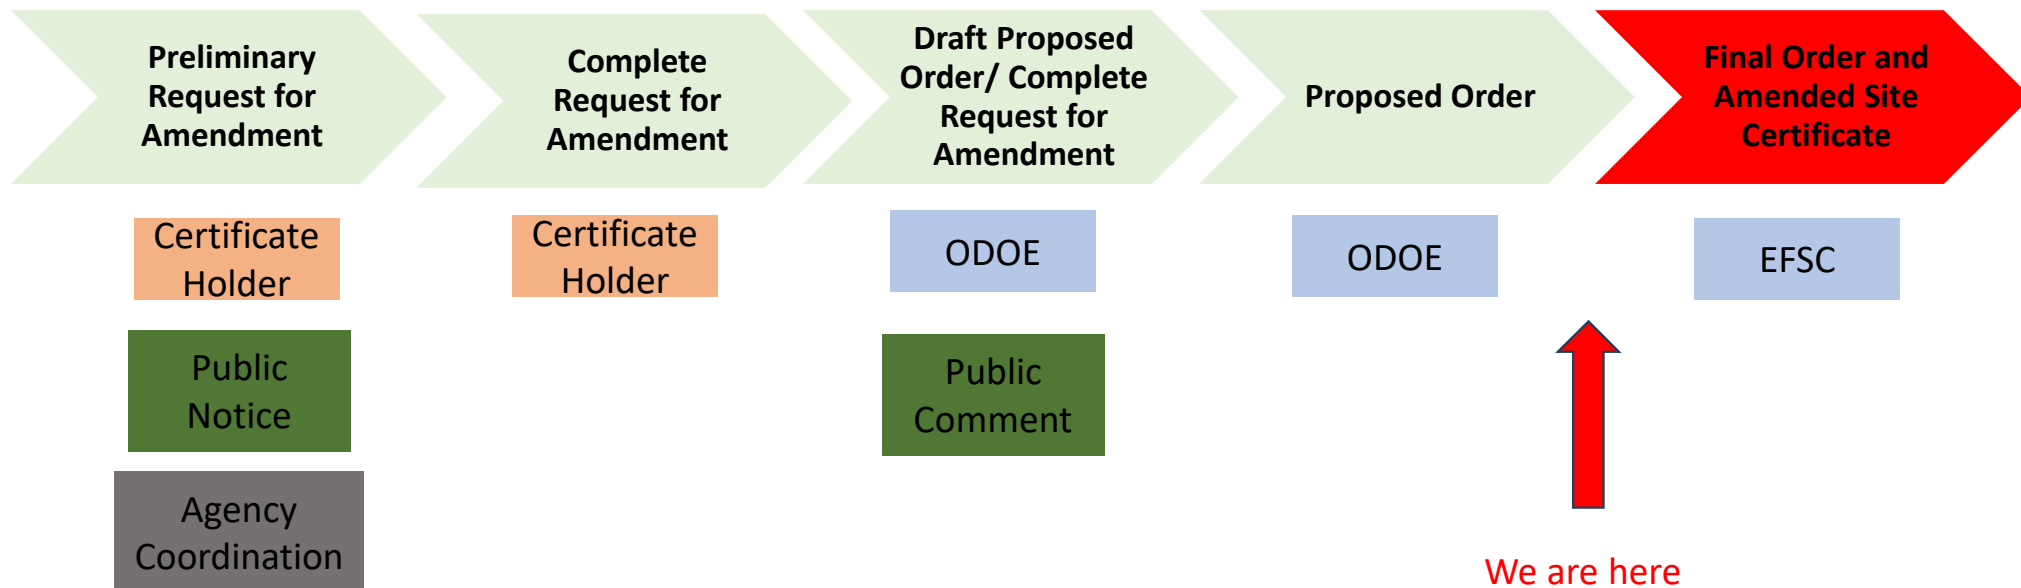 Preliminary
Request for
Amendment
Complete
Request for
Amendment
Draft Proposed
Order/ Complete
Request for
Amendment
Proposed Order
Final Order and
Amended Site
Certificate
Certificate
Holder
Certificate
Holder
ODOE
ODOE
EFSC
Public
Notice
Public
Comment
Agency
Coordination
We are here